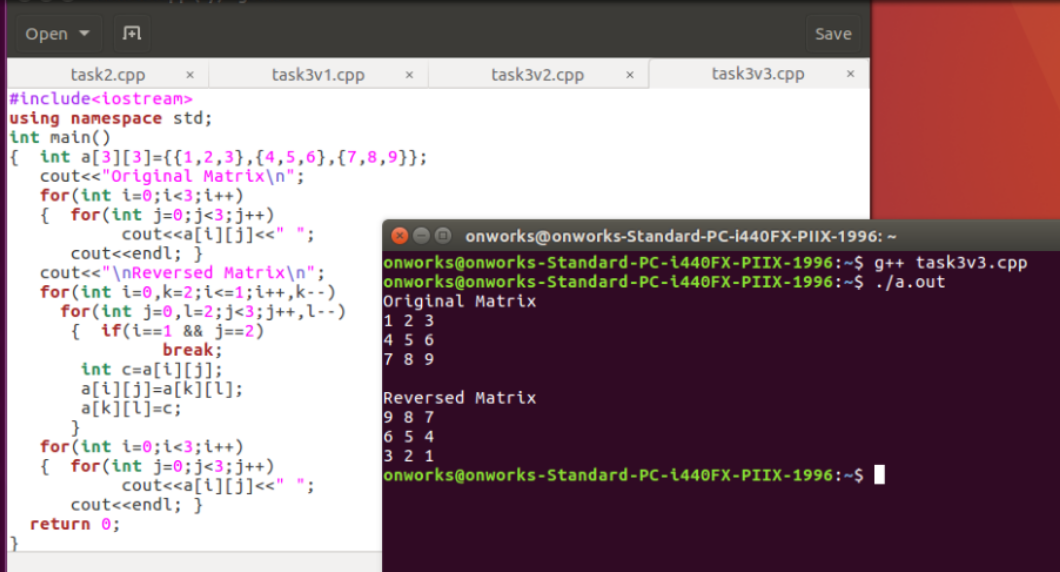 Open
Save
task2.cpp × task3v1.cpp × task3v2.cpp × task3v3.cpp ×
#include<iostream>
using namespace std;
int main()
{  int a[3][3]={{1,2,3},{4,5,6},{7,8,9}};
   cout<<"Original Matrix\n";
   for(int i=0;i<3;i++)
   {  for(int j=0;j<3;j++)
           cout<<a[i][j]<<" ";
      cout<<endl; }
   cout<<"\nReversed Matrix\n";
   for(int i=0,k=2;i<=1;i++,k--)
     for(int j=0,l=2;j<3;j++,l--)
      {  if(i==1 && j==2)
               break;
       int c=a[i][j];
       a[i][j]=a[k][l];
       a[k][l]=c;
      }
   for(int i=0;i<3;i++)
   {  for(int j=0;j<3;j++)
           cout<<a[i][j]<<" ";
      cout<<endl; }
  return 0;
}
onworks@onworks-Standard-PC-i440FX-PIIX-1996: ~
onworks@onworks-Standard-PC-i440FX-PIIX-1996:~$ g++ task3v3.cpp
onworks@onworks-Standard-PC-i440FX-PIIX-1996:~$ ./a.out
Original Matrix
1 2 3
4 5 6
7 8 9

Reversed Matrix
9 8 7
6 5 4
3 2 1
onworks@onworks-Standard-PC-i440FX-PIIX-1996:~$